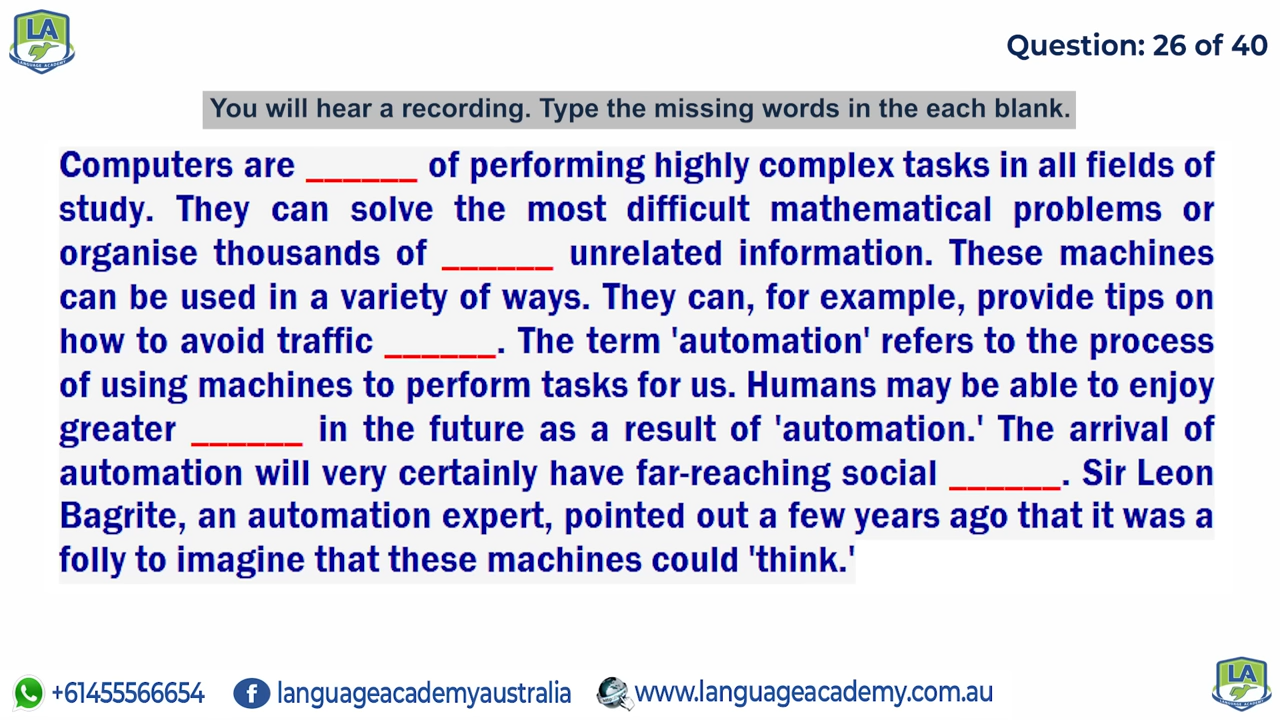 LA
LANGUAGE ACADEMY
Question: 26 of 40
You will hear a recording. Type the missing words in the each blank.
Computers are ______ of performing highly complex tasks in all fields of
study. They can solve the most difficult mathematical problems or
organise thousands of ______ unrelated information. These machines
can be used in a variety of ways. They can, for example, provide tips on
how to avoid traffic ______. The term 'automation' refers to the process
of using machines to perform tasks for us. Humans may be able to enjoy
greater ______ in the future as a result of 'automation.' The arrival of
automation will very certainly have far-reaching social ______. Sir Leon
Bagrite, an automation expert, pointed out a few years ago that it was a
folly to imagine that these machines could 'think.'
+61455566654
languageacademyaustralia
www.languageacademy.com.au
LA
LANGUAGE ACADEMY